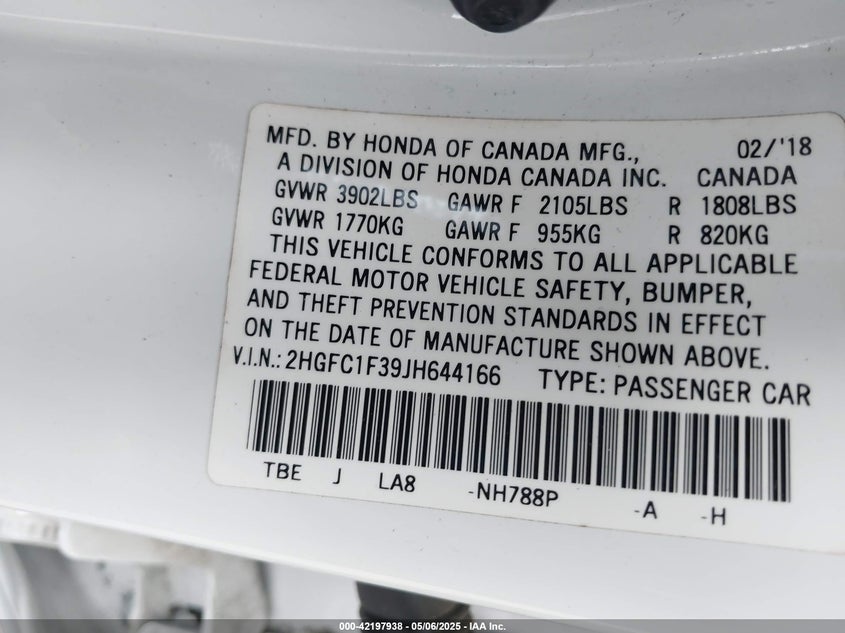 MFD. BY HONDA OF CANADA MFG., 02/'18
A DIVISION OF HONDA CANADA INC. CANADA
GVWR 3902LBS GAWR F 2105LBS R 1808LBS
GVWR 1770KG GAWR F 955KG R 820KG
THIS VEHICLE CONFORMS TO ALL APPLICABLE
FEDERAL MOTOR VEHICLE SAFETY, BUMPER,
AND THEFT PREVENTION STANDARDS IN EFFECT
ON THE DATE OF MANUFACTURE SHOWN ABOVE.
V.I.N.: 2HGFC1F39JH644166 TYPE: PASSENGER CAR
TBE J LA8 -NH788P -A -H
000-42197938 - 05/06/2025 - IAA Inc.